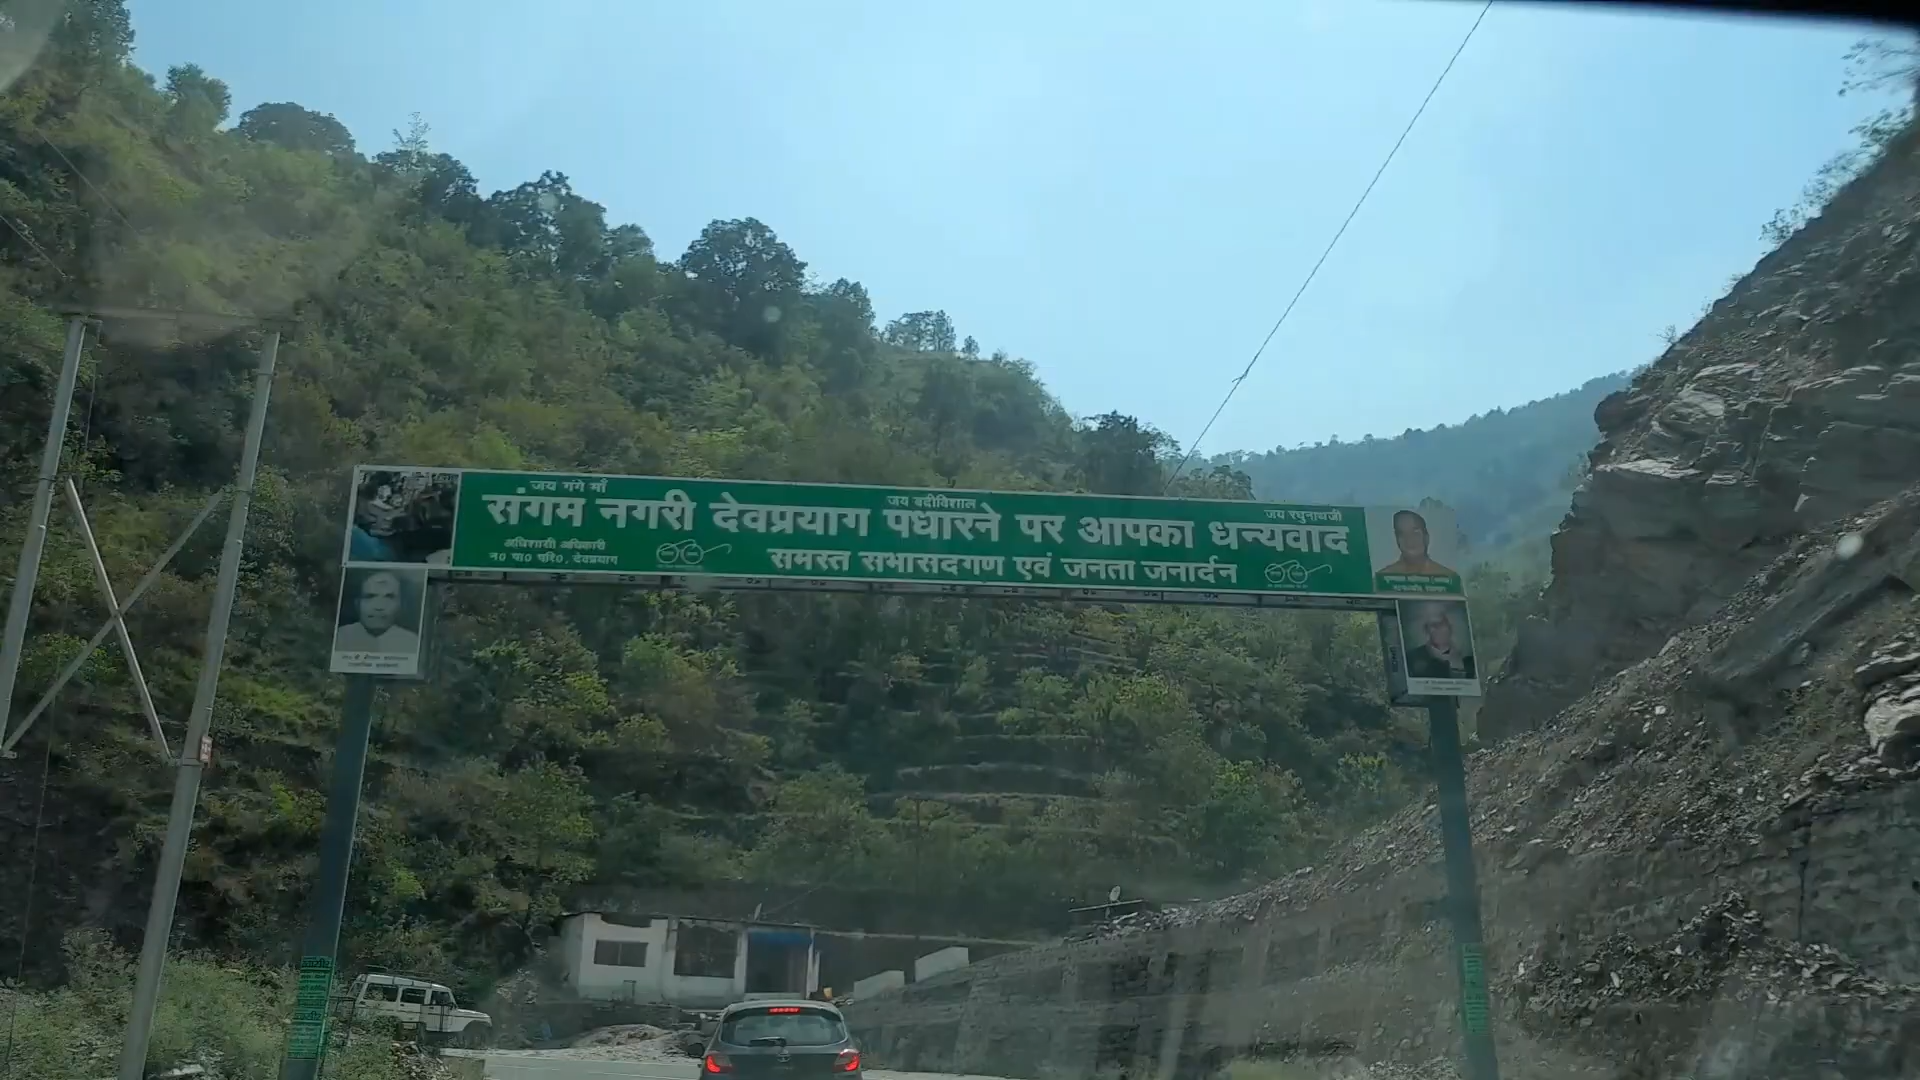 जय गंगे माँ
जय बद्रीविशाल
जय रघुनाथजी
संगम नगरी देवप्रयाग पधारने पर आपका धन्यवाद
अधिशासी अधिकारी
न० पा० परि०, देवप्रयाग
समस्त सभासदगण एवं जनता जनार्दन